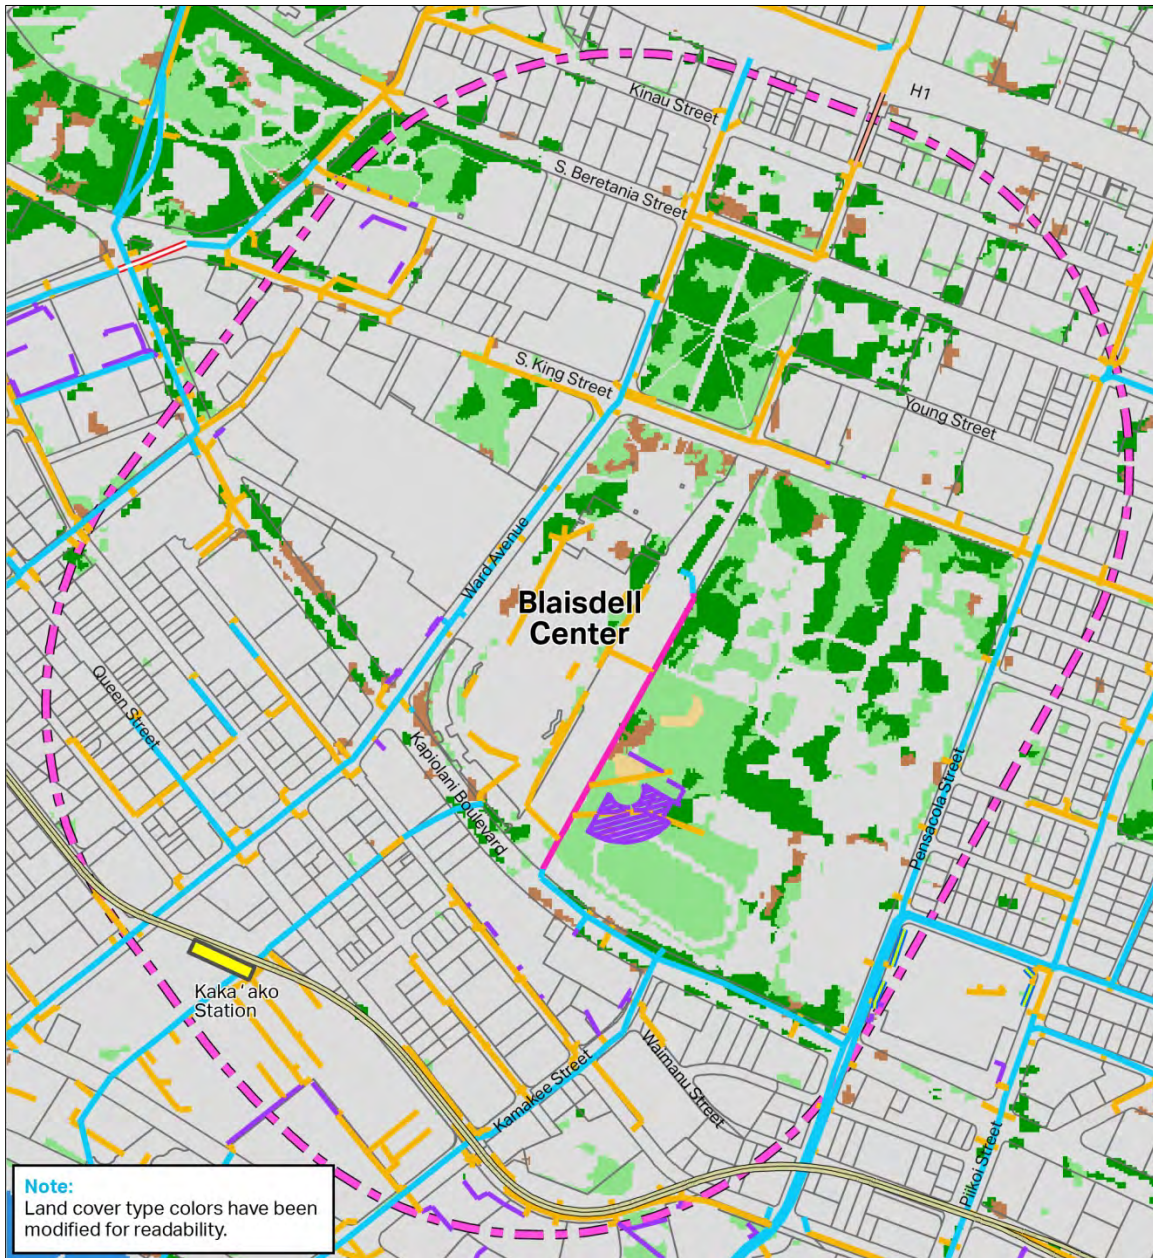 H1
Kinau Street
S. Beretania Street
S. King Street
Young Street
Ward Avenue
Blaisdell
Center
Queen Street
Kapiolani Boulevard
Pensacola Street
Kaka ‘ ako
Station
Kamakee Street
Waimanu Street
Piikoi Street
Note:
Land cover type colors have been
modified for readability.